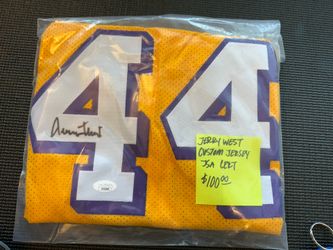 44
JERRY WEST
CUSTOM JERSEY
JSA CERT
$100.00